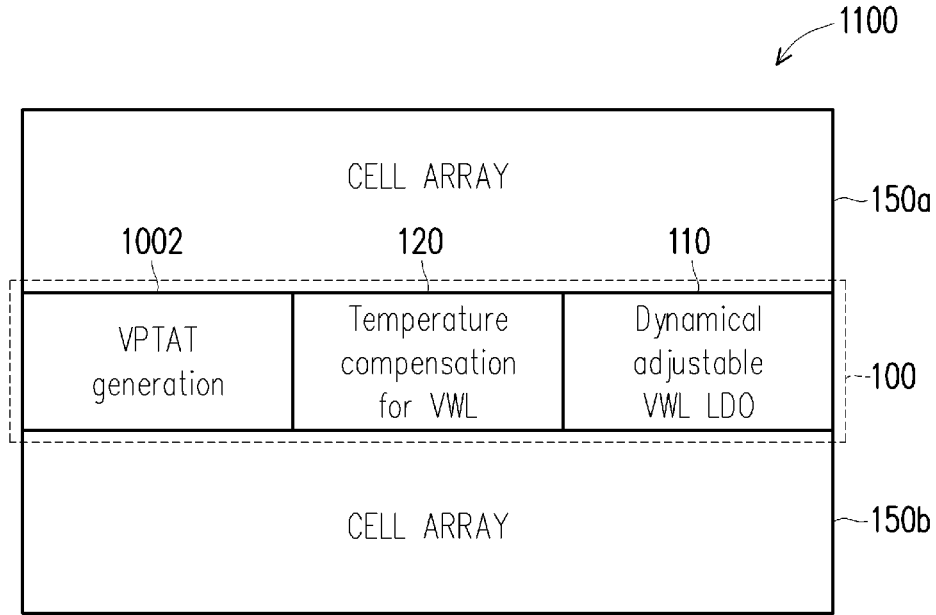 1100
CELL ARRAY
150a
1002
120
110
VPTAT
generation
Temperature
compensation
for VWL
Dynamical
adjustable
VWL LDO
100
CELL ARRAY
150b